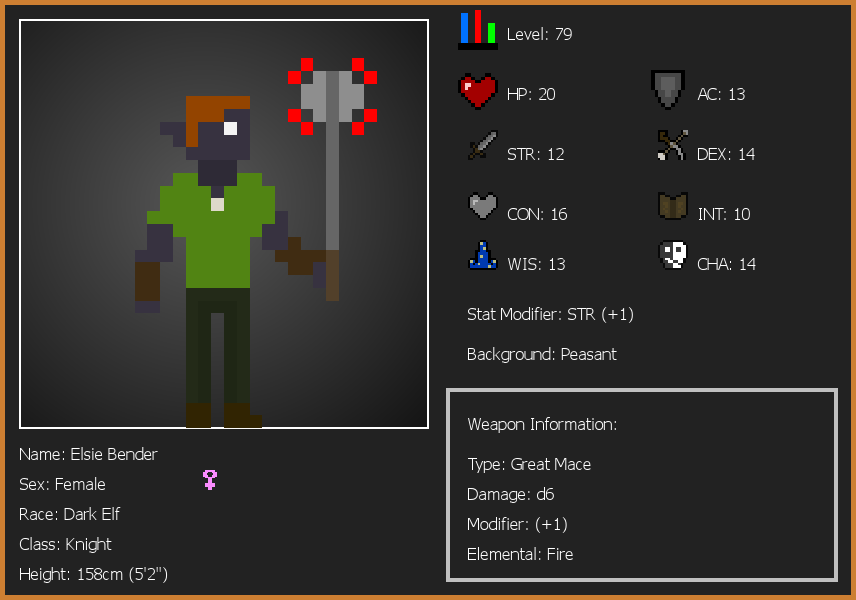 Level: 79
HP: 20
AC: 13
STR: 12
DEX: 14
CON: 16
INT: 10
WIS: 13
CHA: 14
Stat Modifier: STR (+1)
Background: Peasant
Weapon Information:
Type: Great Mace
Damage: d6
Modifier: (+1)
Elemental: Fire
Name: Elsie Bender
Sex: Female
Race: Dark Elf
Class: Knight
Height: 158cm (5'2")